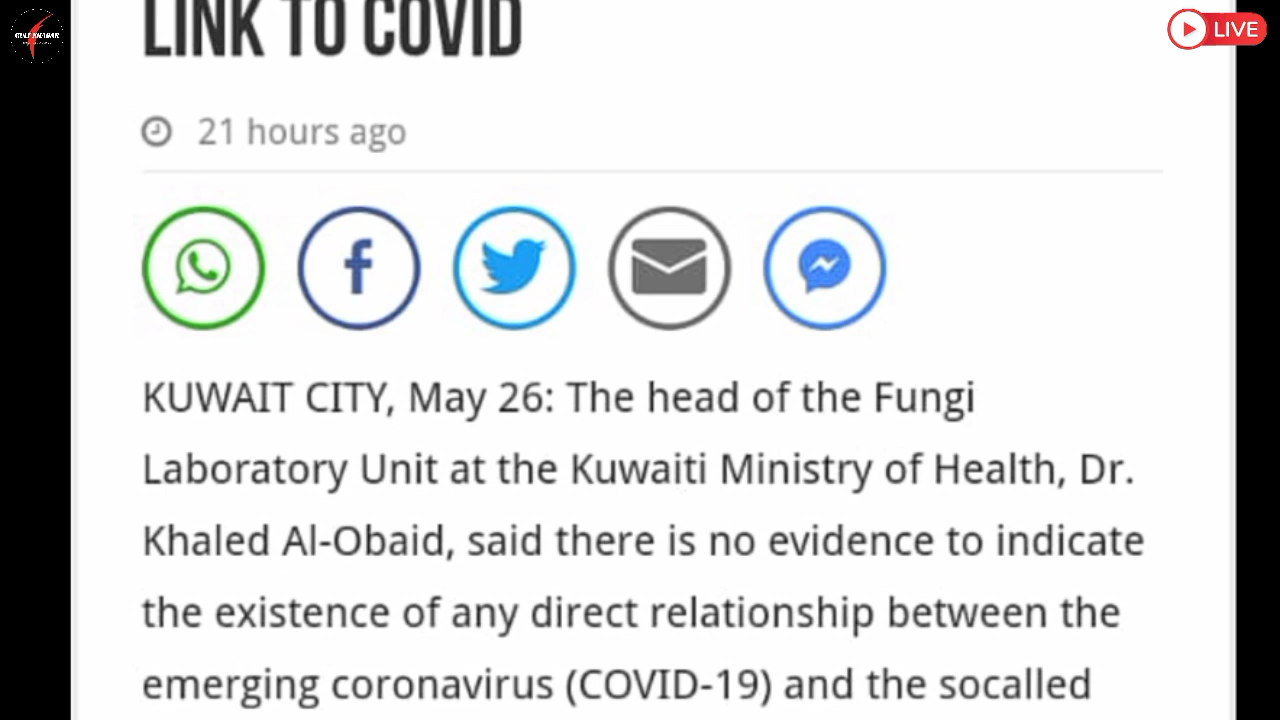 LINK TO COVID
LIVE
21 hours ago
KUWAIT CITY, May 26: The head of the Fungi
Laboratory Unit at the Kuwaiti Ministry of Health, Dr.
Khaled Al-Obaid, said there is no evidence to indicate
the existence of any direct relationship between the
emerging coronavirus (COVID-19) and the socalled